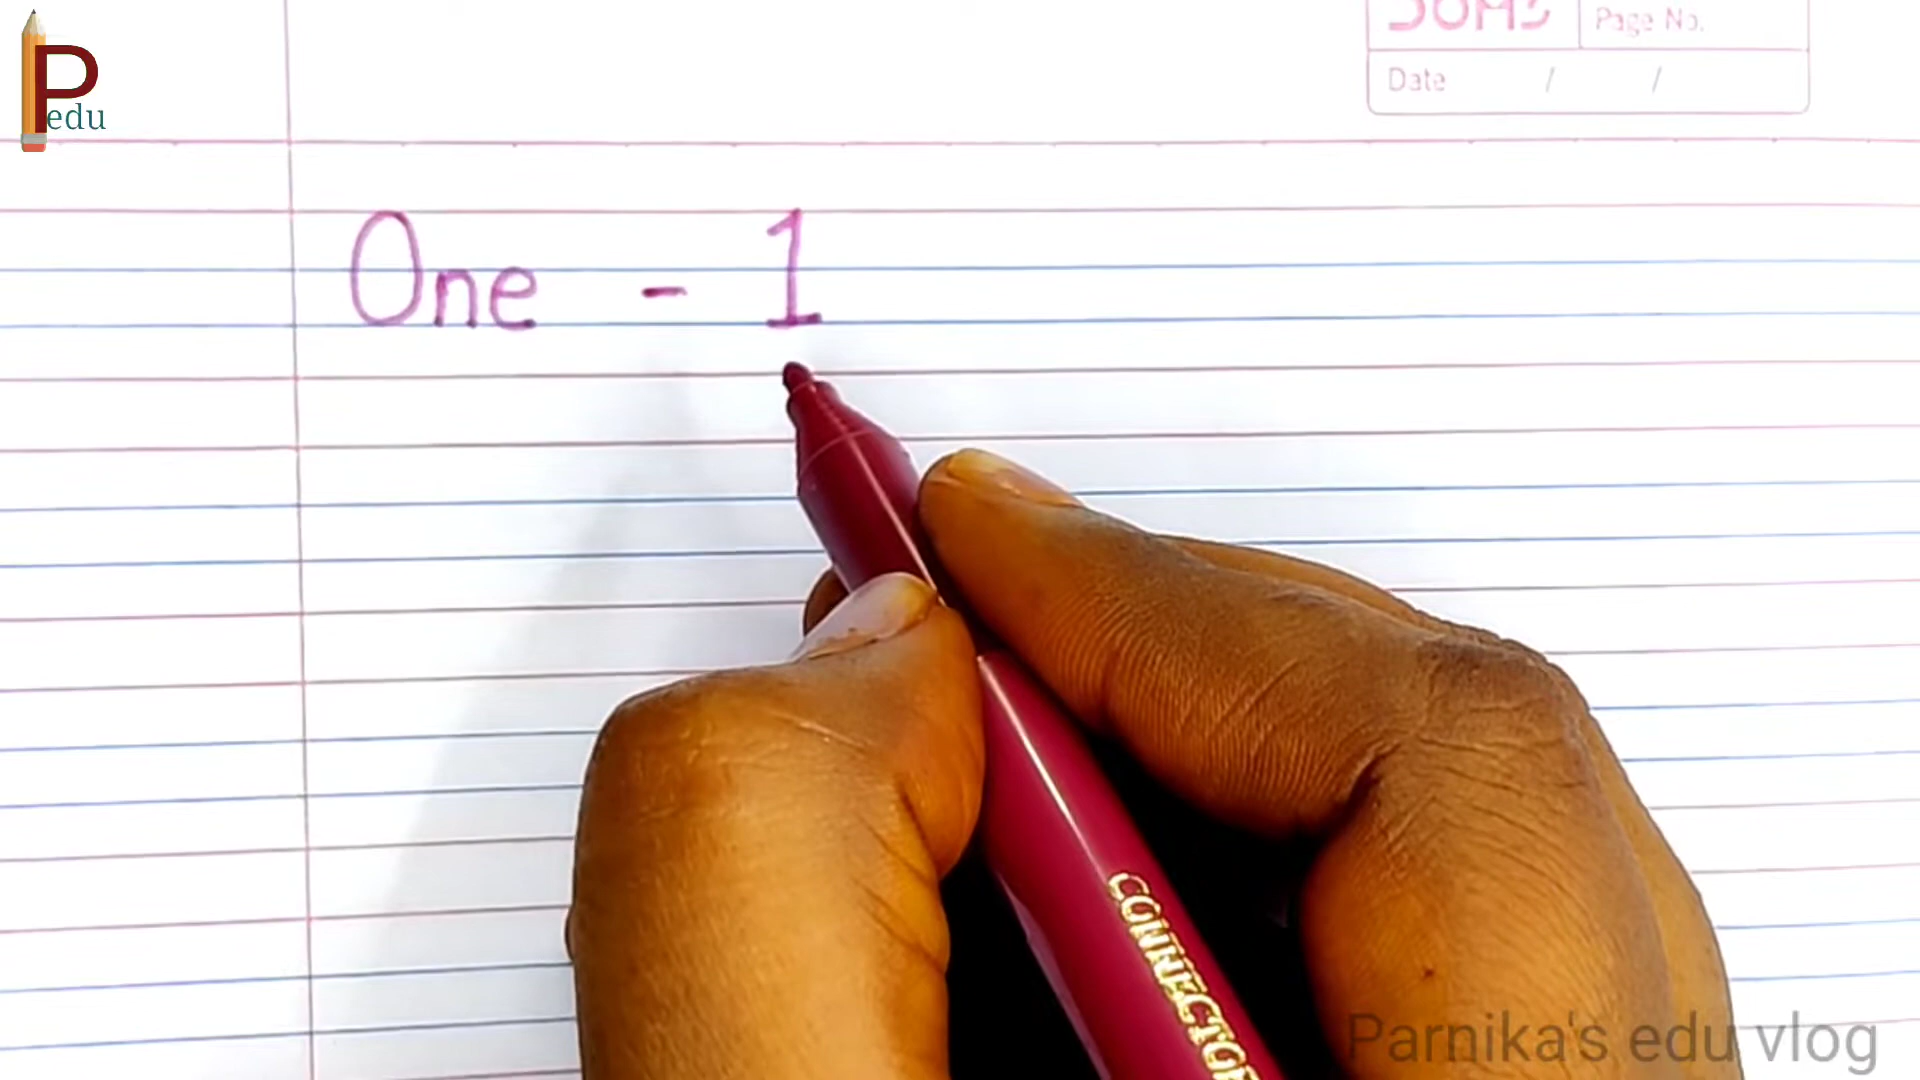 P
edu
Page No.
Date / /
One - 1
CONNECTOR
Parnika's edu vlog